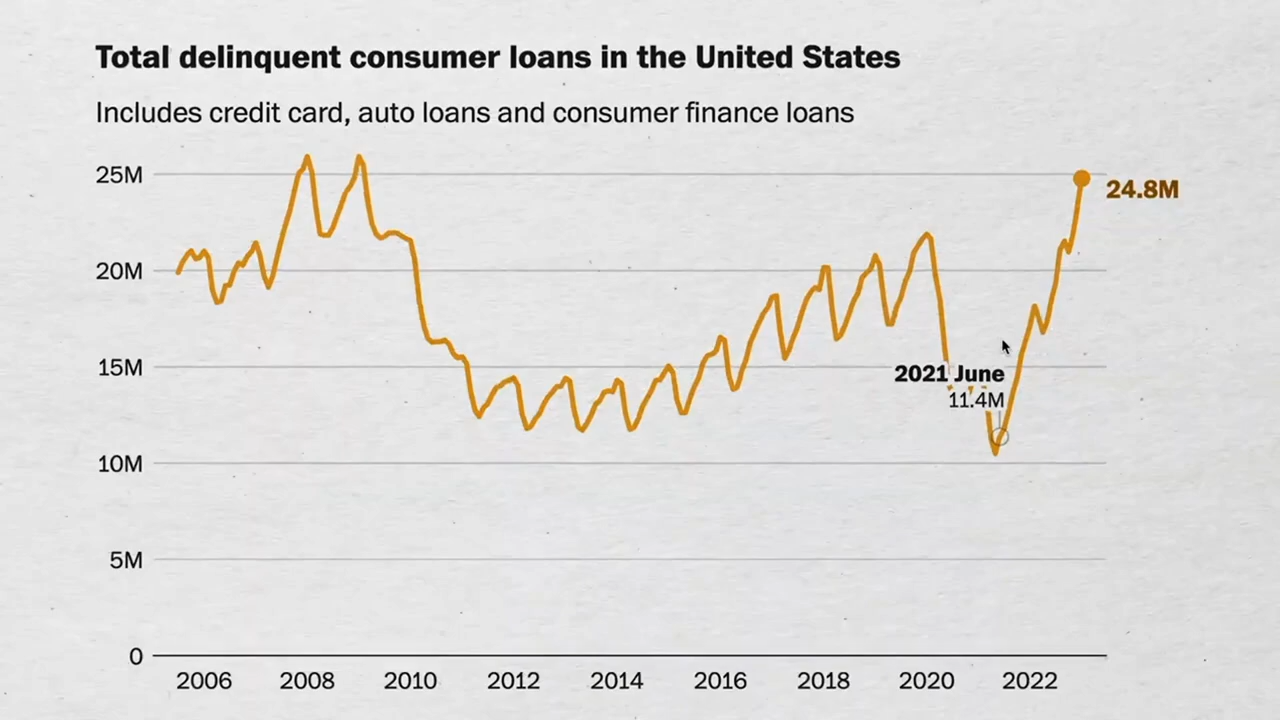 Total delinquent consumer loans in the United States
Includes credit card, auto loans and consumer finance loans
25M
24.8M
20M
15M
2021 June
11.4M
10M
5M
0
2006 2008 2010 2012 2014 2016 2018 2020 2022